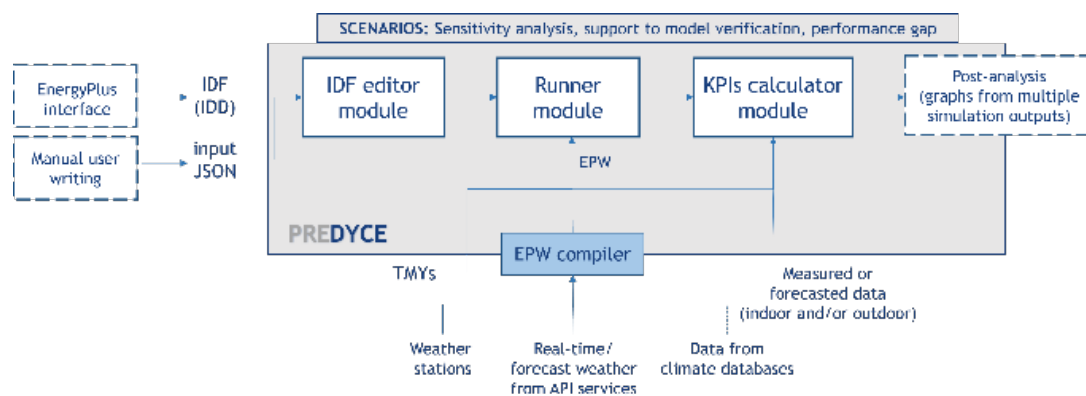 SCENARIOS: Sensitivity analysis, support to model verification, performance gap
EnergyPlus
interface
IDF
(IDD)
IDF editor
module
Runner
module
KPIs calculator
module
Post-analysis
(graphs from multiple
simulation outputs)
Manual user
writing
input
JSON
EPW
PREDYCE
EPW compiler
TMYs
Measured or
forecasted data
(indoor and/or outdoor)
Weather
stations
Real-time/
forecast weather
from API services
Data from
climate databases